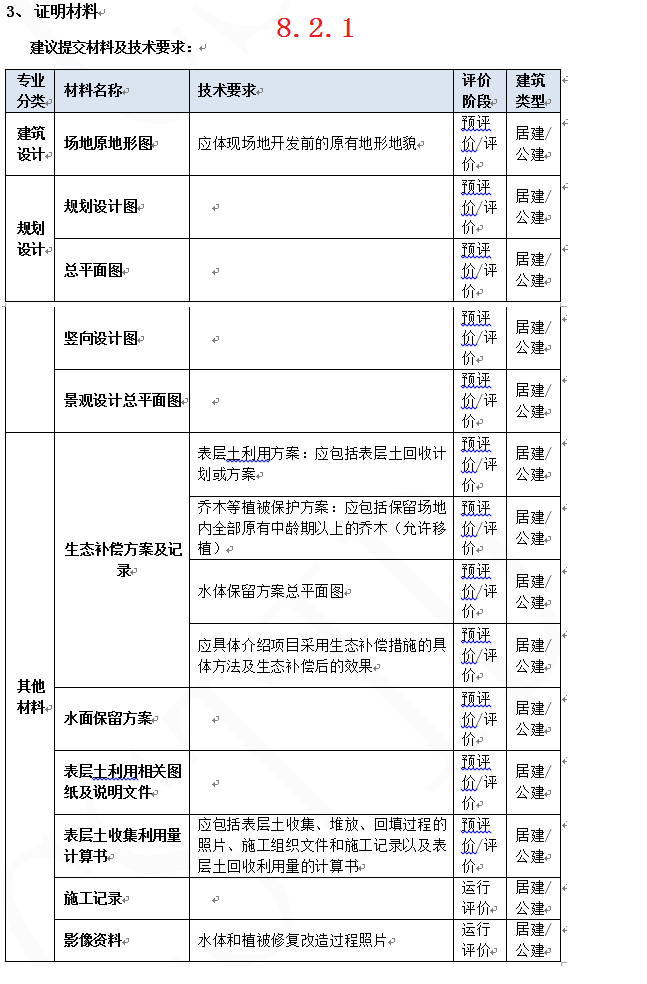 3、 证明材料
8.2.1
建议提交材料及技术要求：
专业
分类
材料名称
技术要求
评价
阶段
建筑
类型
建筑
设计
场地原地形图
应体现场地开发前的原有地形地貌
预评
价/评
价
居建/
公建
规划
设计
规划设计图
预评
价/评
价
居建/
公建
总平面图
预评
价/评
价
居建/
公建
竖向设计图
预评
价/评
价
居建/
公建
景观设计总平面图
预评
价/评
价
居建/
公建
其他
材料
生态补偿方案及记
录
表层土利用方案：应包括表层土回收计
划或方案
预评
价/评
价
居建/
公建
乔木等植被保护方案：应包括保留场地
内全部原有中龄期以上的乔木（允许移
植）
预评
价/评
价
居建/
公建
水体保留方案总平面图
预评
价/评
价
居建/
公建
应具体介绍项目采用生态补偿措施的具
体方法及生态补偿后的效果
预评
价/评
价
居建/
公建
水面保留方案
预评
价/评
价
居建/
公建
表层土利用相关图
纸及说明文件
预评
价/评
价
居建/
公建
表层土收集利用量
计算书
应包括表层土收集、堆放、回填过程的
照片、施工组织文件和施工记录以及表
层土回收利用量的计算书
预评
价/评
价
居建/
公建
施工记录
运行
评价
居建/
公建
影像资料
水体和植被修复改造过程照片
运行
评价
居建/
公建